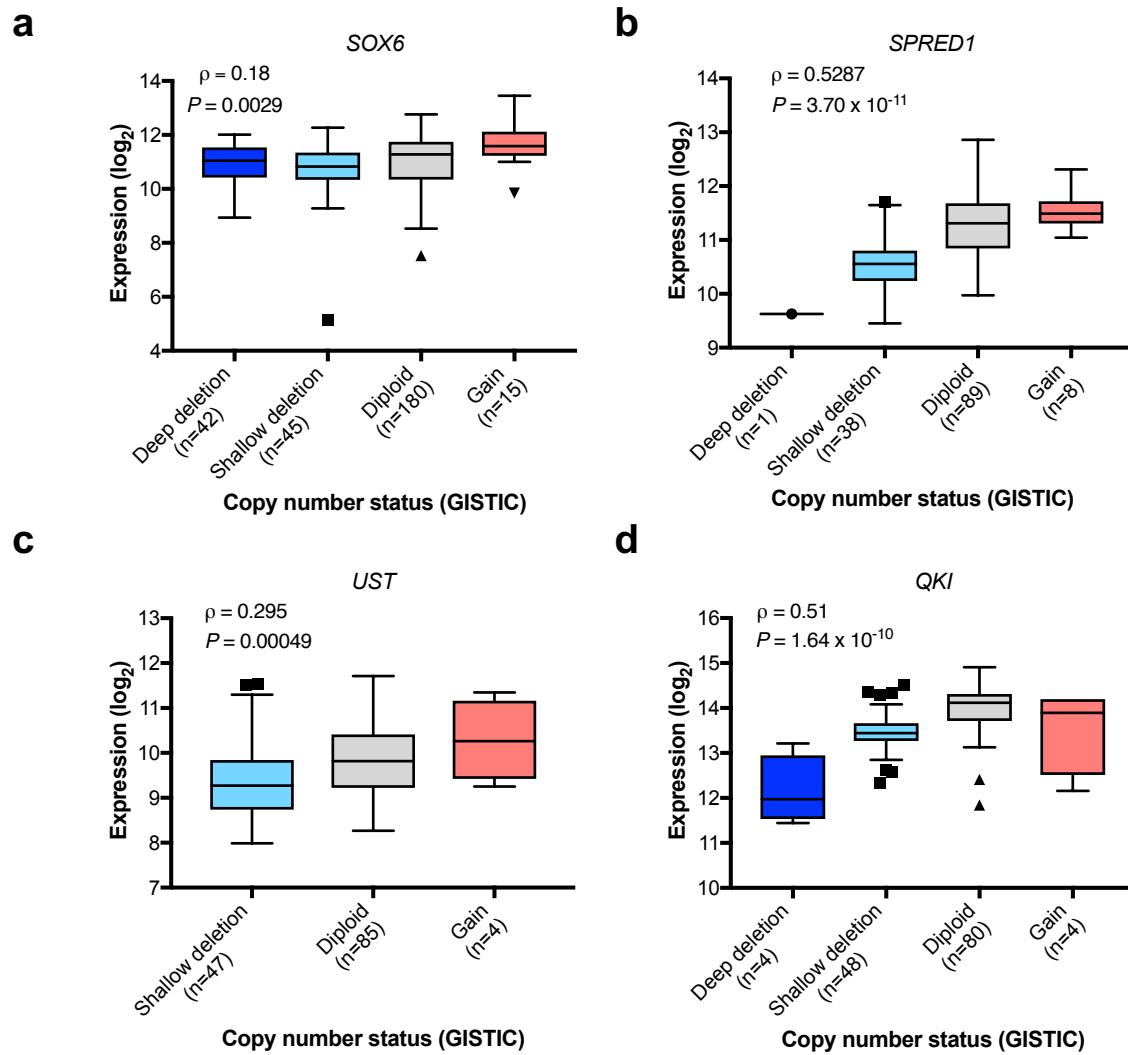 a
SOX6
ρ = 0.18
P = 0.0029
14
12
10
8
6
4
Expression (log2)
Deep deletion
(n=42)
Shallow deletion
(n=45)
Diploid
(n=180)
Gain
(n=15)
Copy number status (GISTIC)
b
SPRED1
ρ = 0.5287
P = 3.70 x 10-11
14
13
12
11
10
9
Expression (log2)
Deep deletion
(n=1)
Shallow deletion
(n=38)
Diploid
(n=89)
Gain
(n=8)
Copy number status (GISTIC)
c
UST
ρ = 0.295
P = 0.00049
13
12
11
10
9
8
7
Expression (log2)
Shallow deletion
(n=47)
Diploid
(n=85)
Gain
(n=4)
Copy number status (GISTIC)
d
QKI
ρ = 0.51
P = 1.64 x 10-10
16
15
14
13
12
11
10
Expression (log2)
Deep deletion
(n=4)
Shallow deletion
(n=48)
Diploid
(n=80)
Gain
(n=4)
Copy number status (GISTIC)